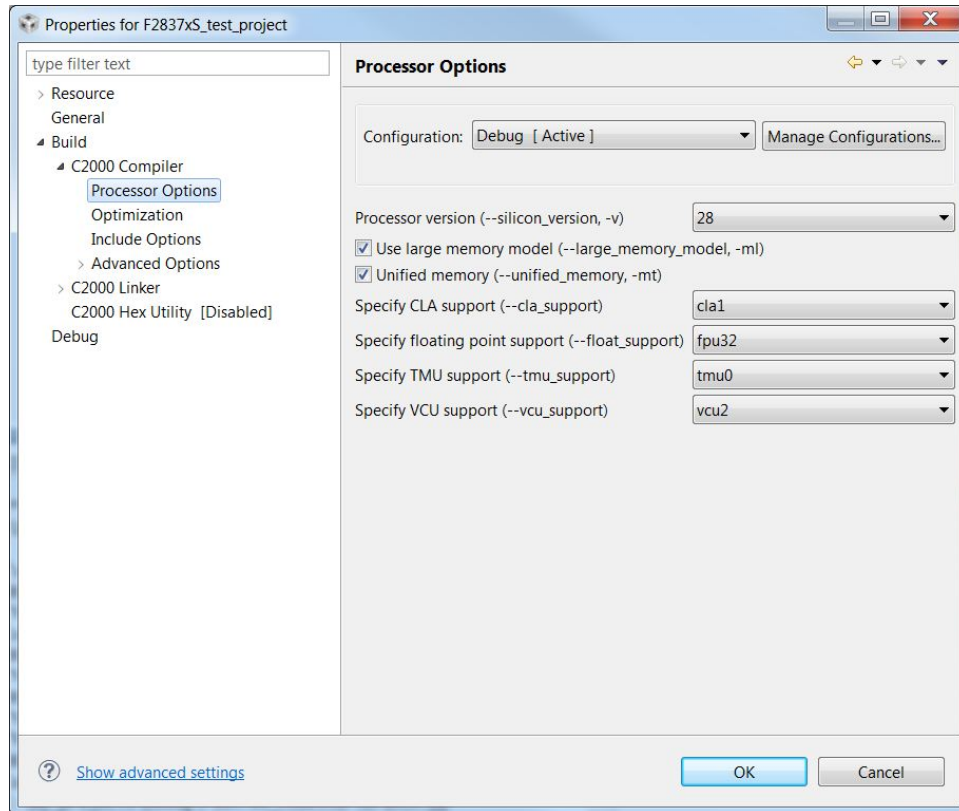 Properties for F2837xS_test_project
type filter text
Resource
General
Build
C2000 Compiler
Processor Options
Optimization
Include Options
Advanced Options
C2000 Linker
C2000 Hex Utility [Disabled]
Debug
Processor Options
Configuration: Debug [ Active ] Manage Configurations...
Processor version (--silicon_version, -v) 28
Use large memory model (--large_memory_model, -ml)
Unified memory (--unified_memory, -mt)
Specify CLA support (--cla_support) cla1
Specify floating point support (--float_support) fpu32
Specify TMU support (--tmu_support) tmu0
Specify VCU support (--vcu_support) vcu2
? Show advanced settings
OK Cancel